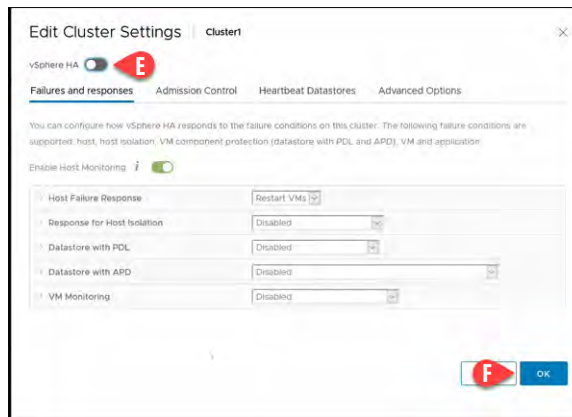 Edit Cluster Settings Cluster1
vSphere HA E
Failures and responses Admission Control Heartbeat Datastores Advanced Options
You can configure how vSphere HA responds to the failure conditions on this cluster. The following failure conditions are
supported: host, host isolation, VM component protection (datastore with PDL and APD), VM and application.
Enable Host Monitoring i
Host Failure Response Restart VMs
Response for Host Isolation Disabled
Datastore with PDL Disabled
Datastore with APD Disabled
VM Monitoring Disabled
F OK